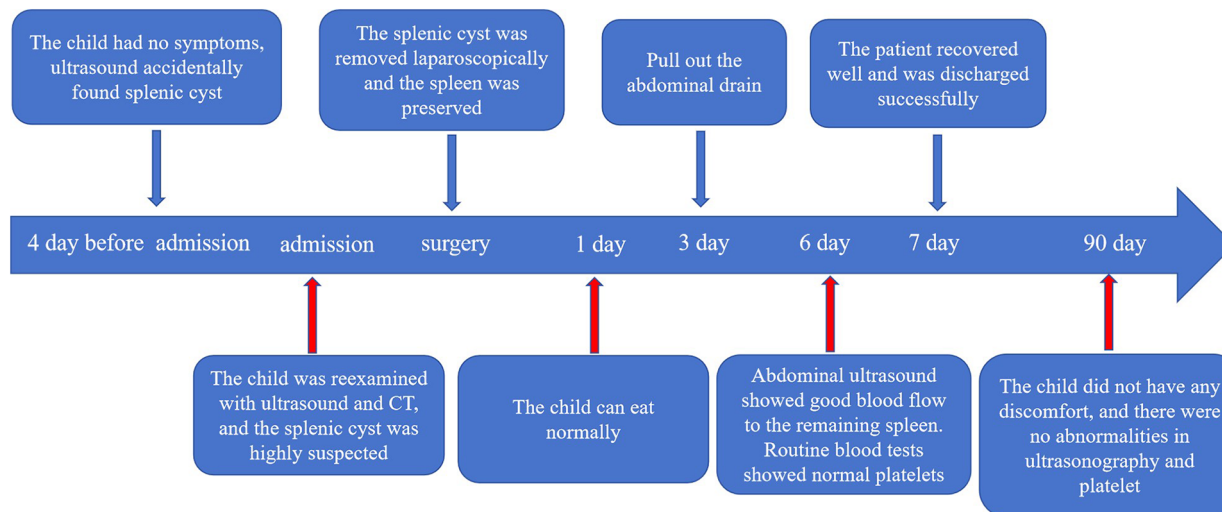 The child had no symptoms,
ultrasound accidentally
found splenic cyst
The splenic cyst was
removed laparoscopically
and the spleen was
preserved
Pull out the
abdominal drain
The patient recovered
well and was discharged
successfully
4 day before admission
admission
surgery
1 day
3 day
6 day
7 day
90 day
The child was reexamined
with ultrasound and CT,
and the splenic cyst was
highly suspected
The child can eat
normally
Abdominal ultrasound
showed good blood flow
to the remaining spleen.
Routine blood tests
showed normal platelets
The child did not have any
discomfort, and there were
no abnormalities in
ultrasonography and
platelet